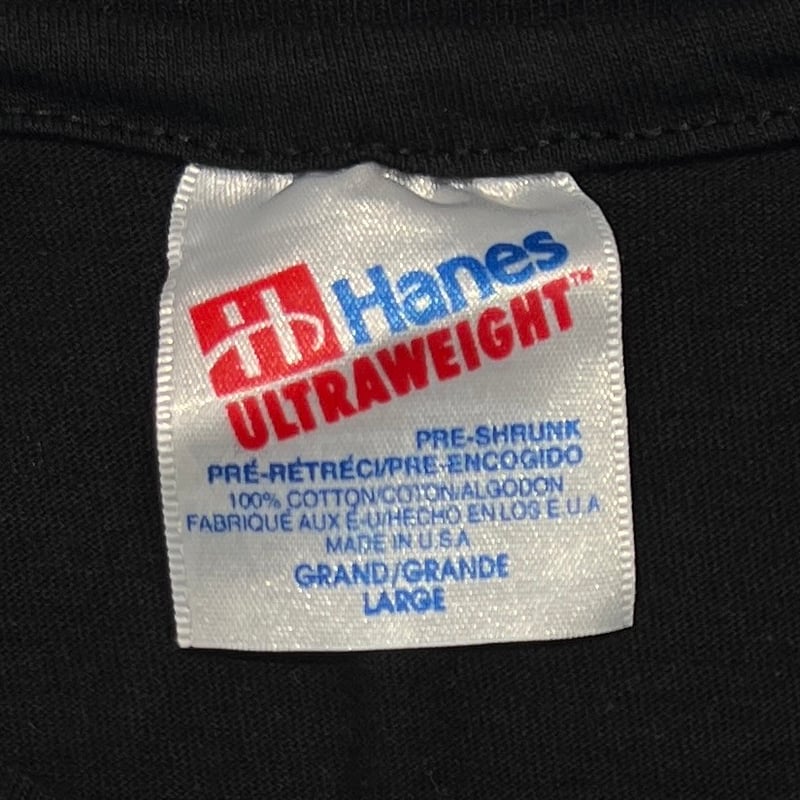 Hanes
ULTRAWEIGHT™
PRE-SHRUNK
PRÉ-RÉTRÉCI/PRE-ENCOGIDO
100% COTTON/COTON/ALGODON
FABRIQUÉ AUX É-U/HECHO EN LOS E.U.A
MADE IN U.S.A
GRAND/GRANDE
LARGE